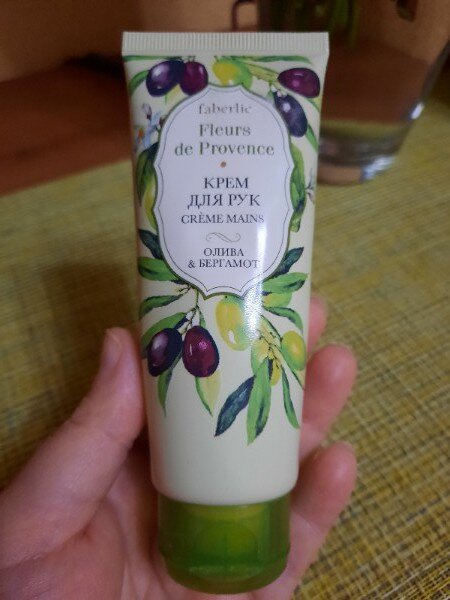 faberlic
Fleurs
de Provence
КРЕМ
ДЛЯ РУК
CRÈME MAINS
ОЛИВА
& БЕРГАМОТ